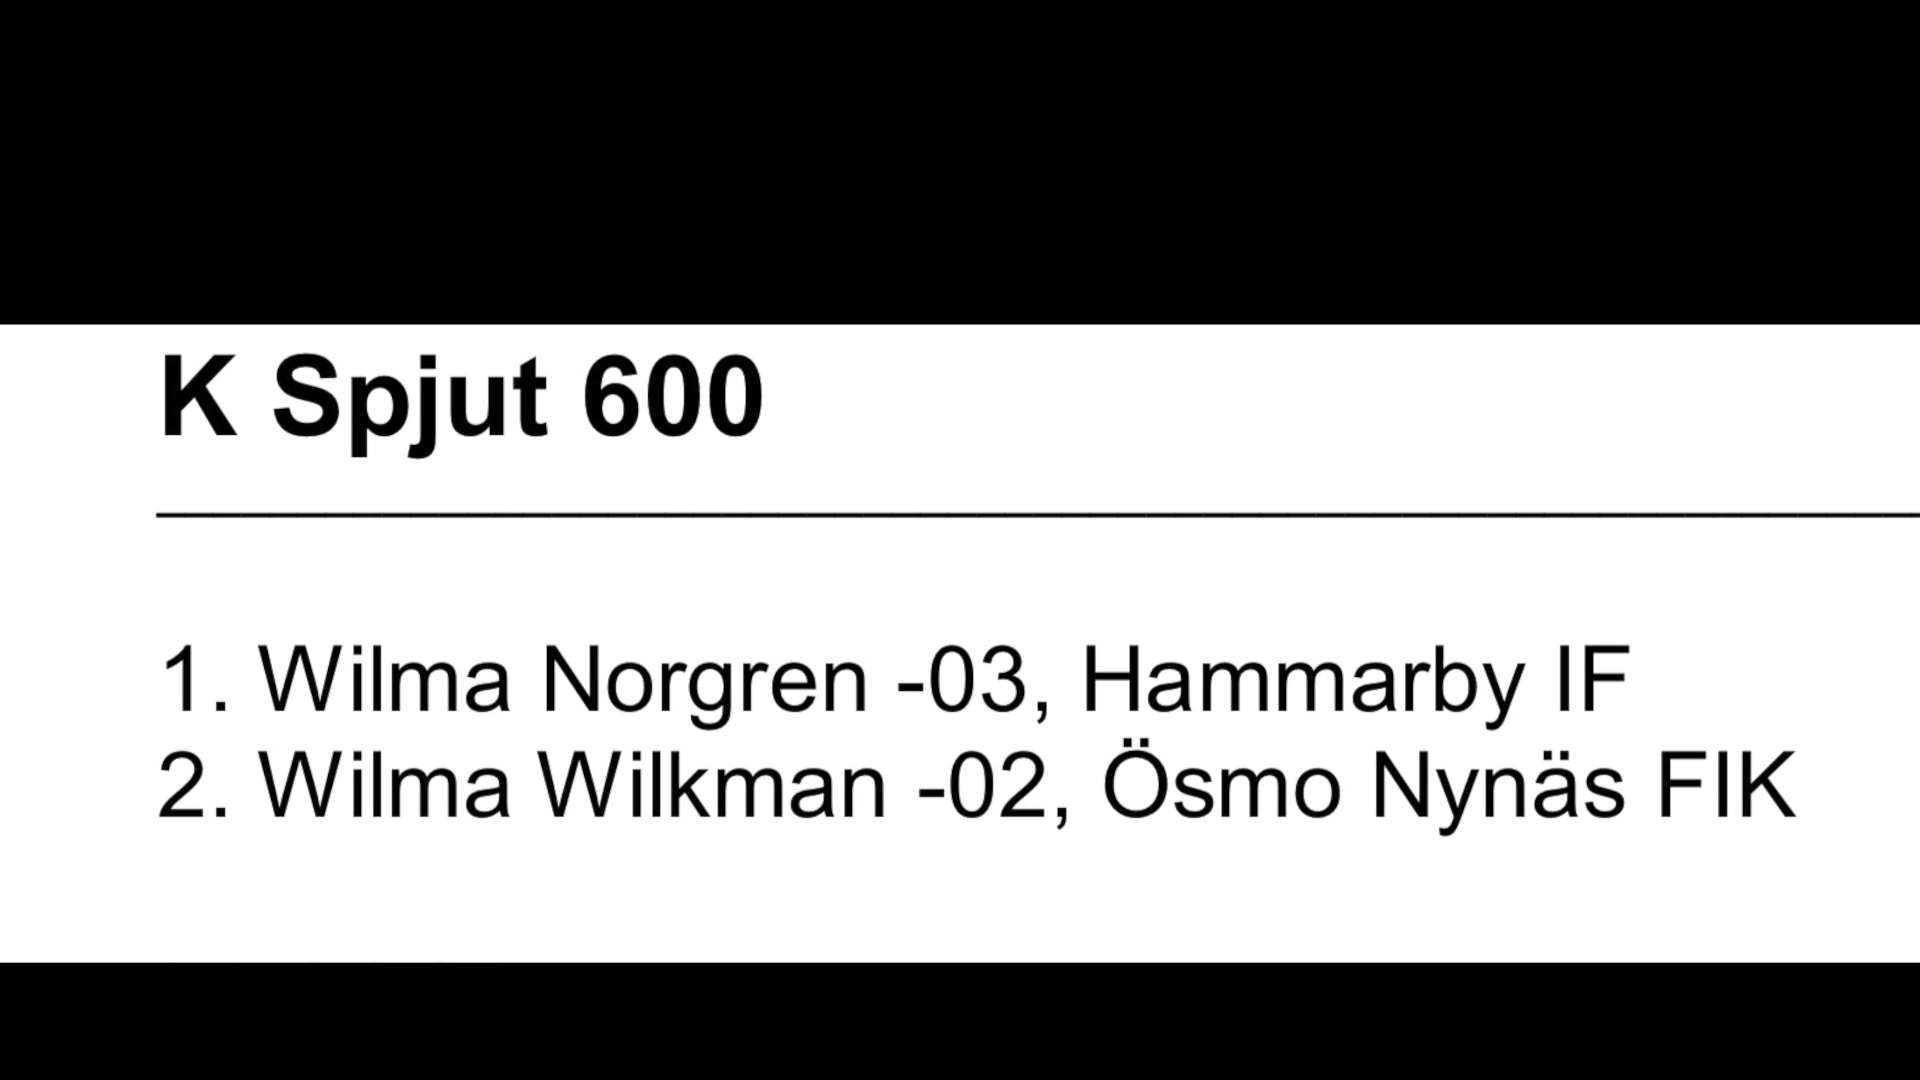 K Spjut 600
1. Wilma Norgren -03, Hammarby IF
2. Wilma Wilkman -02, Ösmo Nynäs FIK